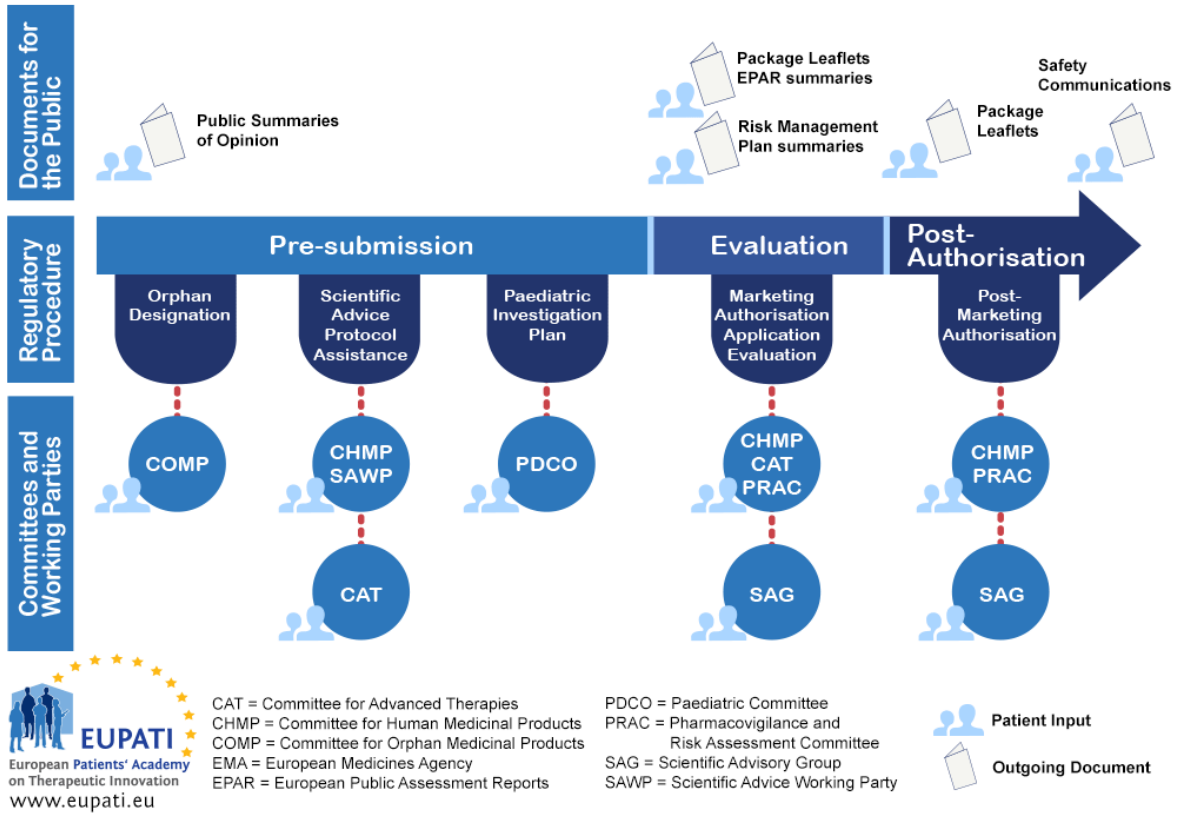 Documents for
the Public
Public Summaries
of Opinion
Package Leaflets
EPAR summaries
Risk Management
Plan summaries
Package
Leaflets
Safety
Communications
Regulatory
Procedure
Pre-submission
Evaluation
Post-
Authorisation
Orphan
Designation
Scientific
Advice
Protocol
Assistance
Paediatric
Investigation
Plan
Marketing
Authorisation
Application
Evaluation
Post-
Marketing
Authorisation
Committees and
Working Parties
COMP
CHMP
SAWP
PDCO
CHMP
CAT
PRAC
CHMP
PRAC
CAT
SAG
SAG
EUPATI
European Patients' Academy
on Therapeutic Innovation
www.eupati.eu
CAT = Committee for Advanced Therapies
CHMP = Committee for Human Medicinal Products
COMP = Committee for Orphan Medicinal Products
EMA = European Medicines Agency
EPAR = European Public Assessment Reports
PDCO = Paediatric Committee
PRAC = Pharmacovigilance and
Risk Assessment Committee
SAG = Scientific Advisory Group
SAWP = Scientific Advice Working Party
Patient Input
Outgoing Document